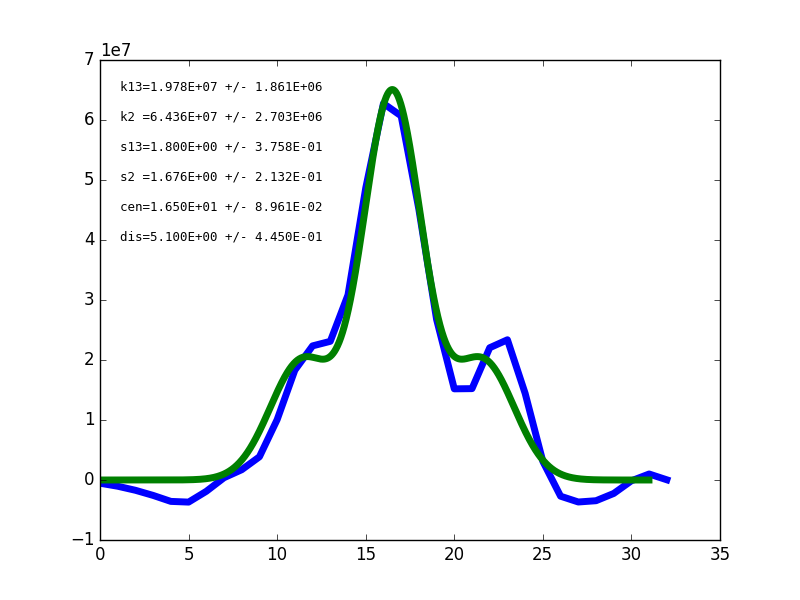 1e7
7
k13=1.978E+07 +/- 1.861E+06
6
k2 =6.436E+07 +/- 2.703E+06
s13=1.800E+00 +/- 3.758E-01
5
s2 =1.676E+00 +/- 2.132E-01
cen=1.650E+01 +/- 8.961E-02
4
dis=5.100E+00 +/- 4.450E-01
3
2
1
0
−1
0 5 10 15 20 25 30 35